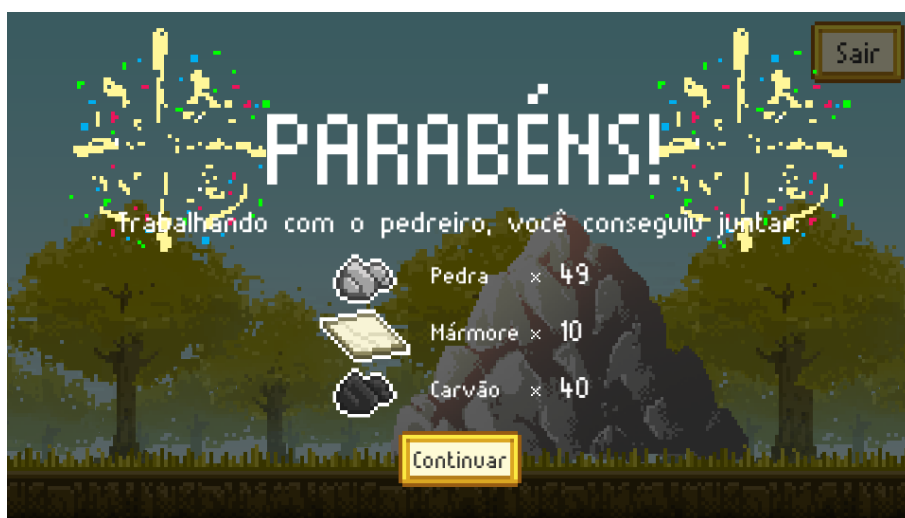 Sair
PARABÉNS!
Trabalhando com o pedreiro, você conseguiu juntar:
Pedra × 49
Mármore × 10
Carvão × 40
Continuar